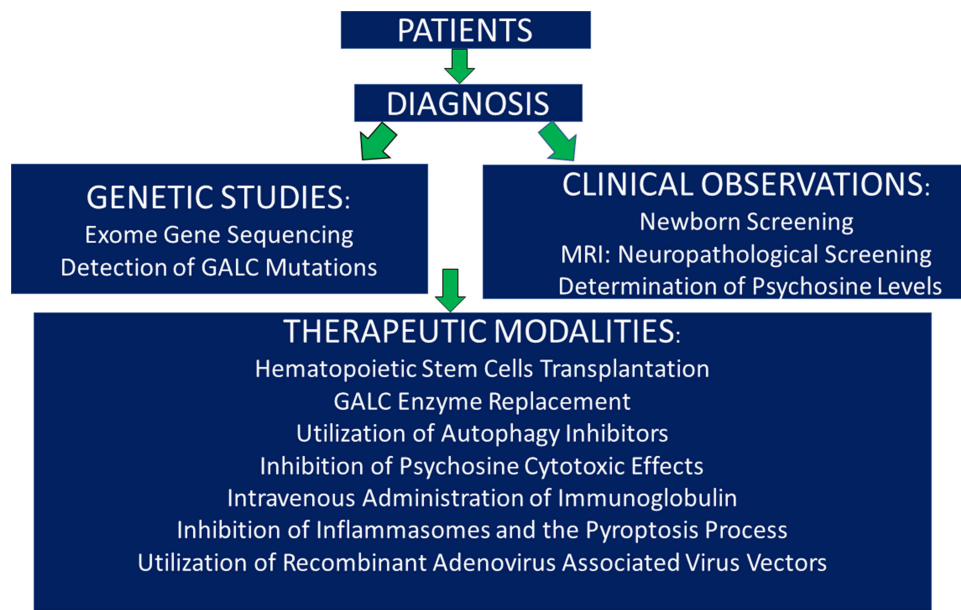 PATIENTS
DIAGNOSIS
GENETIC STUDIES:
Exome Gene Sequencing
Detection of GALC Mutations
CLINICAL OBSERVATIONS:
Newborn Screening
MRI: Neuropathological Screening
Determination of Psychosine Levels
THERAPEUTIC MODALITIES:
Hematopoietic Stem Cells Transplantation
GALC Enzyme Replacement
Utilization of Autophagy Inhibitors
Inhibition of Psychosine Cytotoxic Effects
Intravenous Administration of Immunoglobulin
Inhibition of Inflammasomes and the Pyroptosis Process
Utilization of Recombinant Adenovirus Associated Virus Vectors